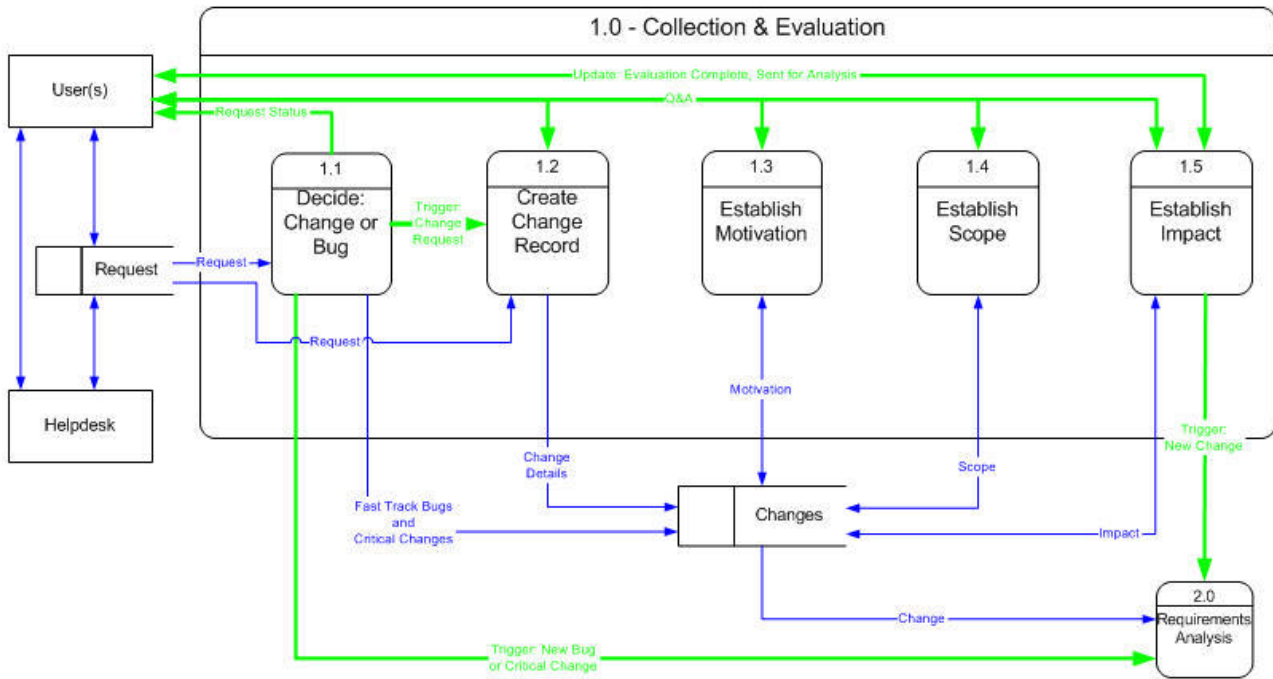 1.0 - Collection & Evaluation
User(s)
Update: Evaluation Complete, Sent for Analysis
Q&A
Request Status
1.1
Decide:
Change or
Bug
Trigger:
Change
Request
1.2
Create
Change
Record
1.3
Establish
Motivation
1.4
Establish
Scope
1.5
Establish
Impact
Request
Request
Request
Helpdesk
Motivation
Trigger:
New Change
Change
Details
Scope
Fast Track Bugs
and
Critical Changes
Changes
Impact
2.0
Requirements
Analysis
Change
Trigger: New Bug
or Critical Change